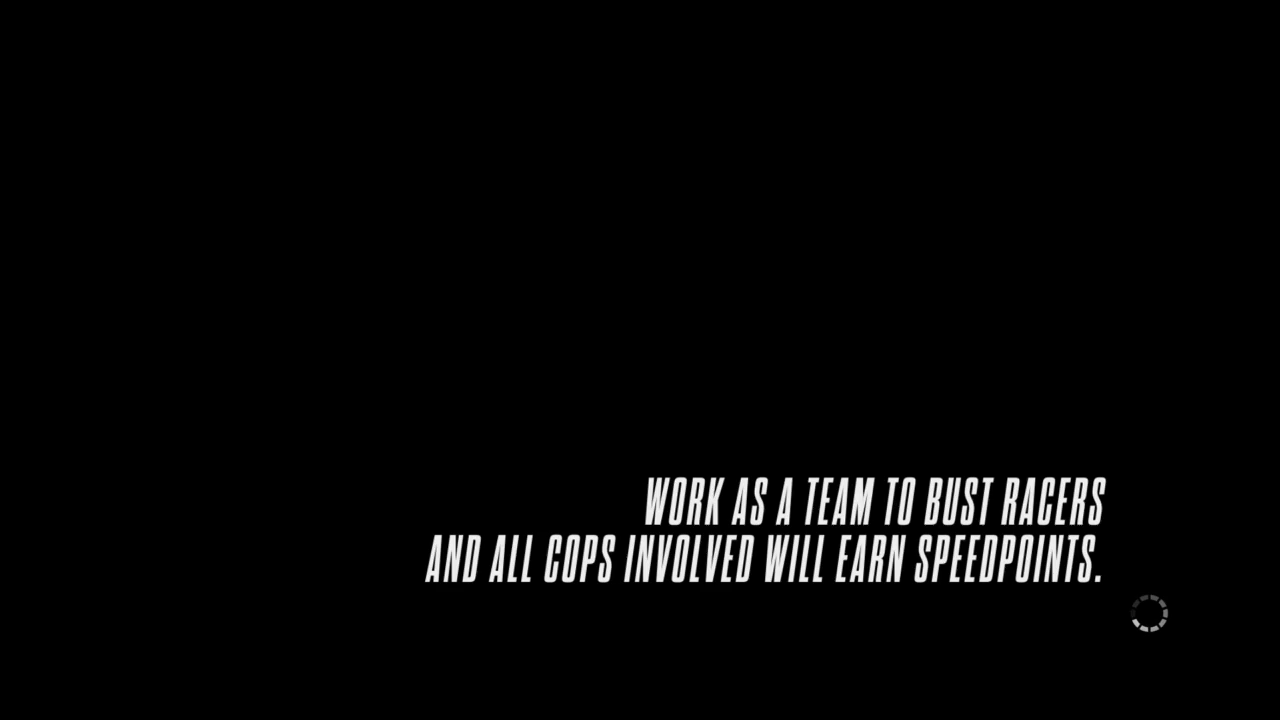 WORK AS A TEAM TO BUST RACERS
AND ALL COPS INVOLVED WILL EARN SPEEDPOINTS.